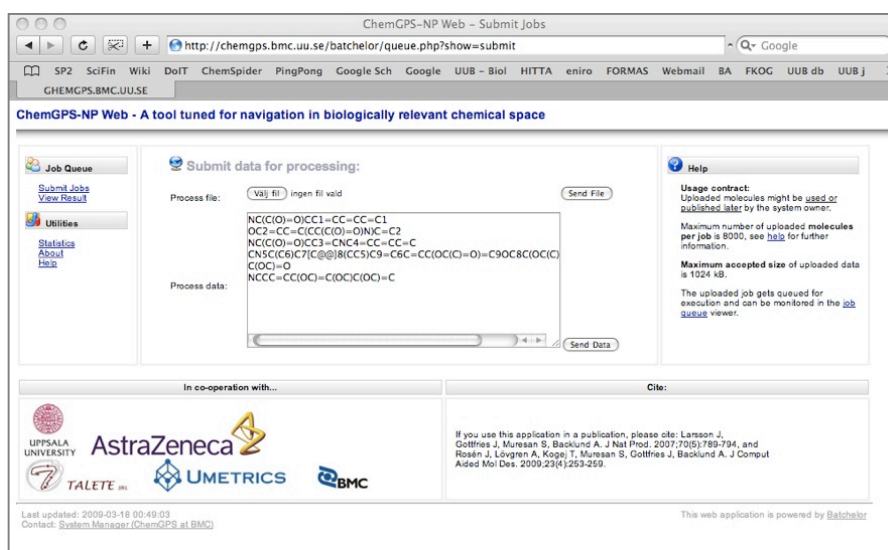 ChemGPS-NP Web – Submit Jobs
http://chemgps.bmc.uu.se/batchelor/queue.php?show=submit
Google
SP2 SciFin Wiki DoIT ChemSpider PingPong Google Sch Google UUB – Biol HITTA eniro FORMAS Webmail BA FKOG UUB db UUB j
GHEMGPS.BMC.UU.SE
ChemGPS-NP Web - A tool tuned for navigation in biologically relevant chemical space
Job Queue
Submit Jobs
View Result
Utilities
Statistics
About
Help
Submit data for processing:
Process file:
Välj fil ingen fil vald
Send File
Process data:
NC(C(O)=O)CC1=CC=CC=C1
OC2=CC=C(CC(C(O)=O)N)C=C2
NC(C(O)=O)CC3=CNC4=CC=CC=C
CN5C(C6)C7[C@@]8(CC5)C9=C6C=CC(OC(C)=O)=C9OC8C(OC(C)
C(OC)=O
NCCC=CC(OC)=C(OC)C(OC)=C
Send Data
Help
Usage contract:
Uploaded molecules might be used or
published later by the system owner.
Maximum number of uploaded molecules
per job is 8000, see help for further
information.
Maximum accepted size of uploaded data
is 1024 kB.
The uploaded job gets queued for
execution and can be monitored in the job
queue viewer.
In co-operation with...
UPPSALA
UNIVERSITY
AstraZeneca
TALETE SRL
UMETRICS
BMC
Cite:
If you use this application in a publication, please cite: Larsson J,
Gottfries J, Muresan S, Backlund A. J Nat Prod. 2007;70(5):789-794, and
Rosén J, Lövgren A, Kogej T, Muresan S, Gottfries J, Backlund A. J Comput
Aided Mol Des. 2009;23(4):253-259.
Last updated: 2009-03-18 00:49:03
Contact: System Manager (ChemGPS at BMC)
This web application is powered by Batchelor